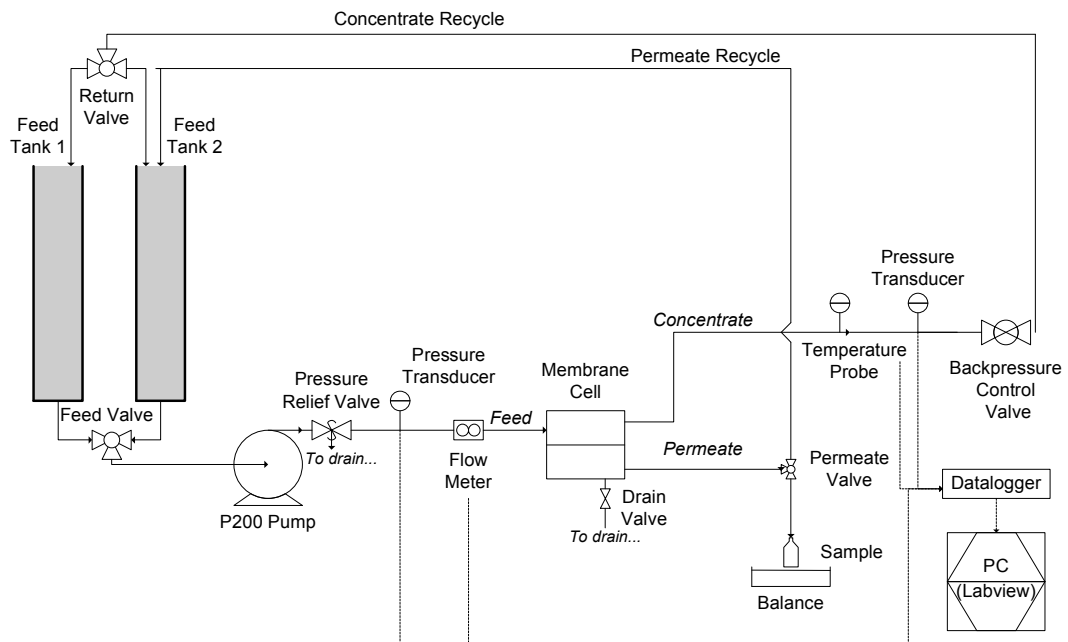 Concentrate Recycle
Permeate Recycle
Return
Valve
Feed
Tank 1
Feed
Tank 2
Pressure
Transducer
Concentrate
Temperature
Probe
Backpressure
Control
Valve
Pressure
Transducer
Membrane
Cell
Pressure
Relief Valve
Feed Valve
Feed
To drain...
Flow
Meter
Permeate
Permeate
Valve
P200 Pump
Drain
Valve
To drain...
Datalogger
Sample
Balance
PC
(Labview)